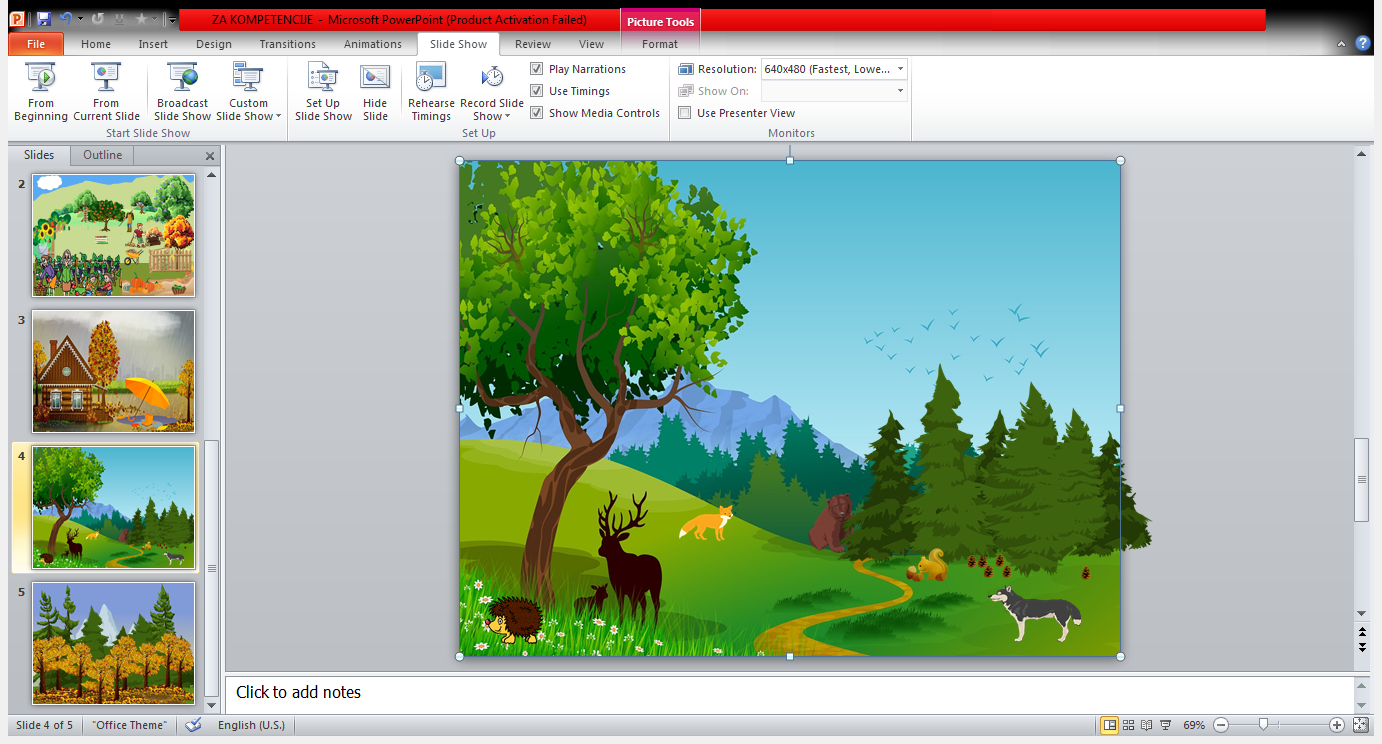 ZA KOMPETENCIJE - Microsoft PowerPoint (Product Activation Failed)
Picture Tools
File Home Insert Design Transitions Animations Slide Show Review View Format
From Beginning
From Current Slide
Broadcast Slide Show
Custom Slide Show
Start Slide Show
Set Up Slide Show
Hide Slide
Rehearse Timings
Record Slide Show
Play Narrations
Use Timings
Show Media Controls
Set Up
Resolution: 640x480 (Fastest, Lowe...
Show On:
Use Presenter View
Monitors
Slides Outline
2
3
4
5
Click to add notes
Slide 4 of 5 "Office Theme" English (U.S.) 69%